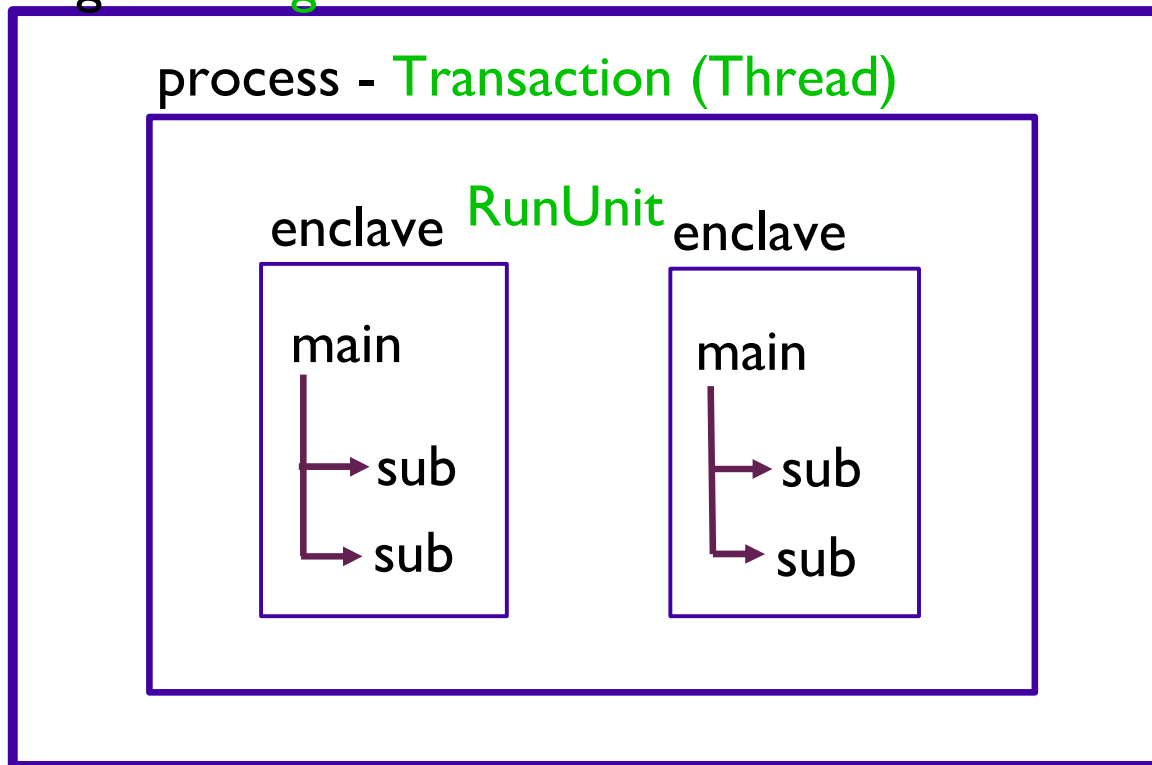 process - Transaction (Thread)
RunUnit
enclave
enclave
main
main
sub
sub
sub
sub